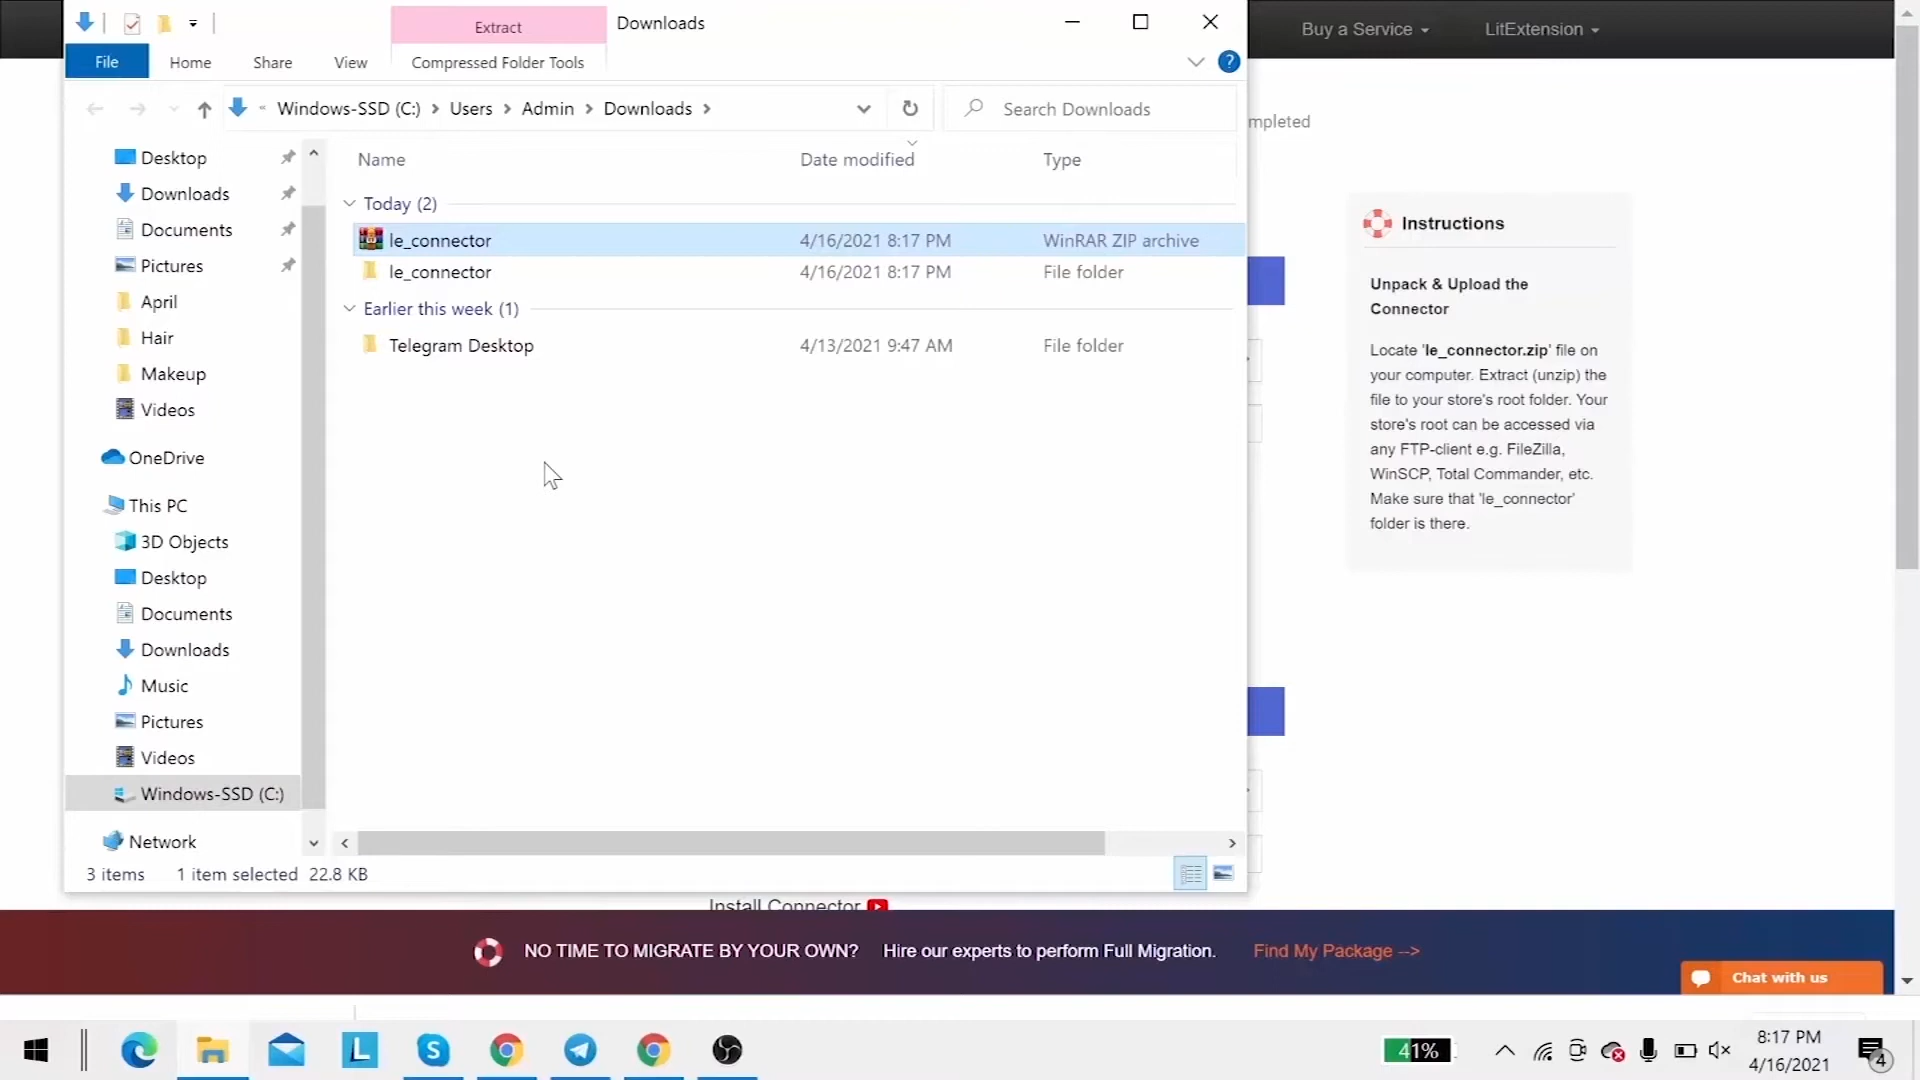 Extract
Downloads
Buy a Service
LitExtension
File
Home
Share
View
Compressed Folder Tools
?
« Windows-SSD (C:) > Users > Admin > Downloads >
Search Downloads
mpleted
Name
Date modified
Type
Today (2)
le_connector 4/16/2021 8:17 PM WinRAR ZIP archive
le_connector 4/16/2021 8:17 PM File folder
Earlier this week (1)
Telegram Desktop 4/13/2021 9:47 AM File folder
Desktop
Downloads
Documents
Pictures
April
Hair
Makeup
Videos
OneDrive
This PC
3D Objects
Desktop
Documents
Downloads
Music
Pictures
Videos
Windows-SSD (C:)
Network
3 items 1 item selected 22.8 KB
Instructions
Unpack & Upload the
Connector
Locate 'le_connector.zip' file on
your computer. Extract (unzip) the
file to your store's root folder. Your
store's root can be accessed via
any FTP-client e.g. FileZilla,
WinSCP, Total Commander, etc.
Make sure that 'le_connector'
folder is there.
Install Connector
NO TIME TO MIGRATE BY YOUR OWN? Hire our experts to perform Full Migration. Find My Package -->
Chat with us
L
S
41%
8:17 PM
4/16/2021
4